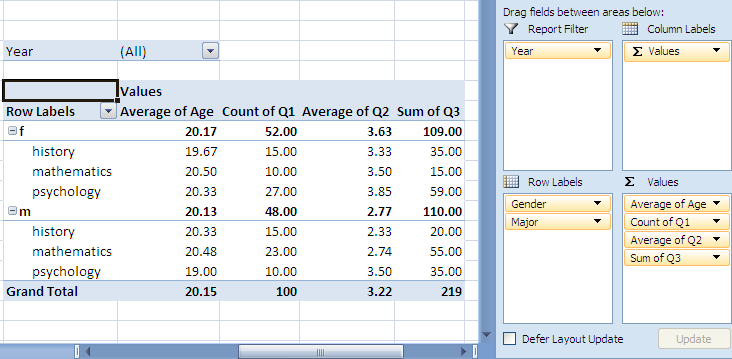 Year (All)
Values
Row Labels Average of Age Count of Q1 Average of Q2 Sum of Q3
f 20.17 52.00 3.63 109.00
history 19.67 15.00 3.33 35.00
mathematics 20.50 10.00 3.50 15.00
psychology 20.33 27.00 3.85 59.00
m 20.13 48.00 2.77 110.00
history 20.33 15.00 2.33 20.00
mathematics 20.48 23.00 2.74 55.00
psychology 19.00 10.00 3.50 35.00
Grand Total 20.15 100 3.22 219
Drag fields between areas below:
Report Filter
Year
Column Labels
Σ Values
Row Labels
Gender
Major
Σ Values
Average of Age
Count of Q1
Average of Q2
Sum of Q3
Defer Layout Update
Update